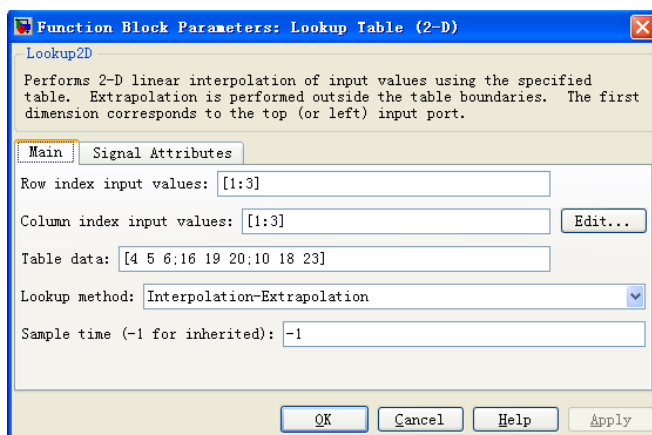 Function Block Parameters: Lookup Table (2-D)
Lookup2D
Performs 2-D linear interpolation of input values using the specified
table. Extrapolation is performed outside the table boundaries. The first
dimension corresponds to the top (or left) input port.
Main Signal Attributes
Row index input values: [1:3]
Column index input values: [1:3] Edit...
Table data: [4 5 6;16 19 20;10 18 23]
Lookup method: Interpolation-Extrapolation
Sample time (-1 for inherited): -1
OK Cancel Help Apply